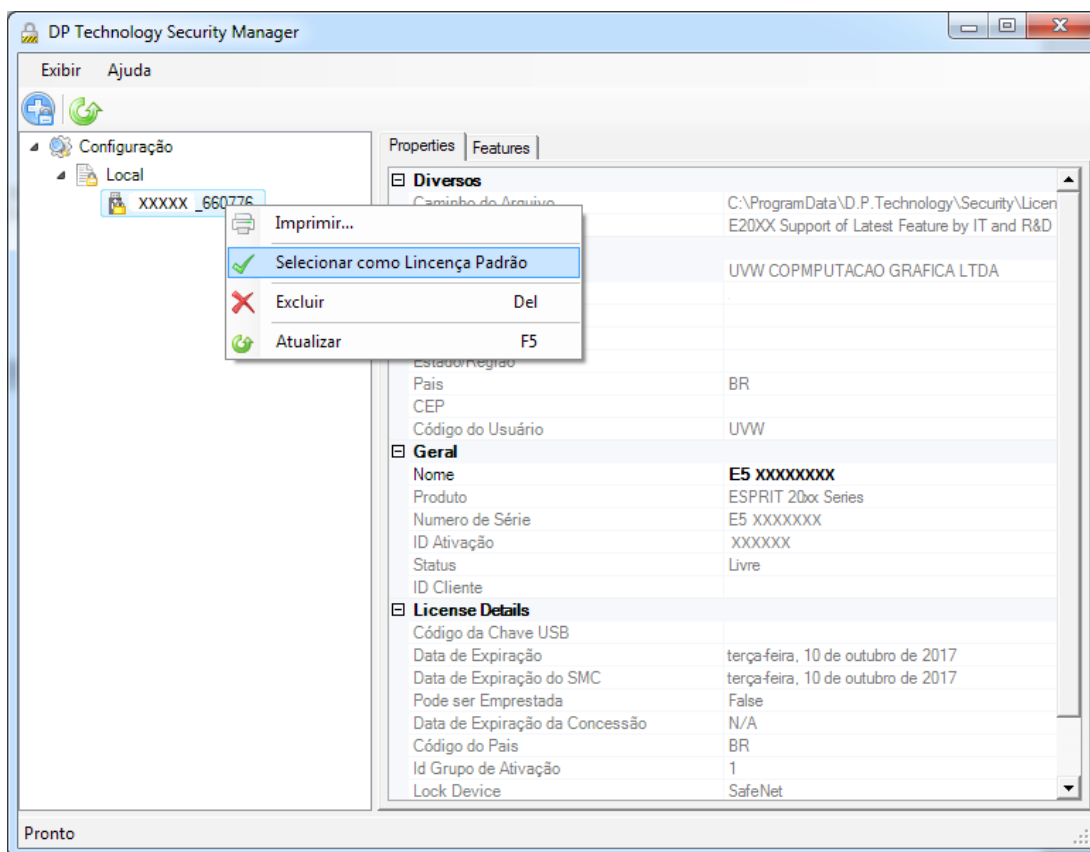 DP Technology Security Manager
Exibir Ajuda
Configuração
Local
XXXXX _660776
Imprimir...
Selecionar como Lincença Padrão
Excluir Del
Atualizar F5
Properties Features
Diversos
Caminho do Arquivo C:\ProgramData\D.P.Technology\Security\Licen
E20XX Support of Latest Feature by IT and R&D
UVW COPMPUTACAO GRAFICA LTDA
Estado/Região
Pais BR
CEP
Código do Usuário UVW
Geral
Nome E5 XXXXXXXX
Produto ESPRIT 20xx Series
Numero de Série E5 XXXXXXX
ID Ativação XXXXXX
Status Livre
ID Cliente
License Details
Código da Chave USB
Data de Expiração terça-feira, 10 de outubro de 2017
Data de Expiração do SMC terça-feira, 10 de outubro de 2017
Pode ser Emprestada False
Data de Expiração da Concessão N/A
Código do Pais BR
Id Grupo de Ativação 1
Lock Device SafeNet
Pronto